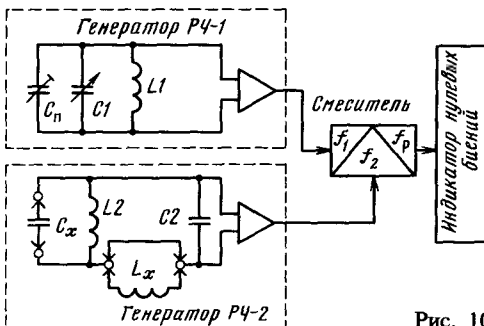 Генератор РЧ-1
Cп
C1
L1
Смеситель
f1
f2
fр
Индикатор нулевых
биений
Cx
L2
C2
Lx
Генератор РЧ-2
Рис. 10